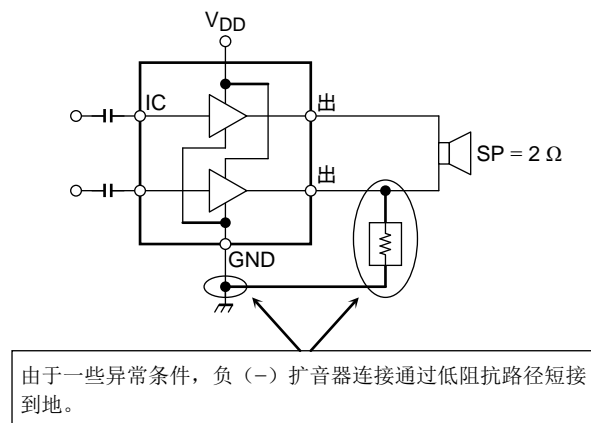 VDD
IC
出
出
SP = 2 Ω
GND
由于一些异常条件，负（−）扩音器连接通过低阻抗路径短接
到地。